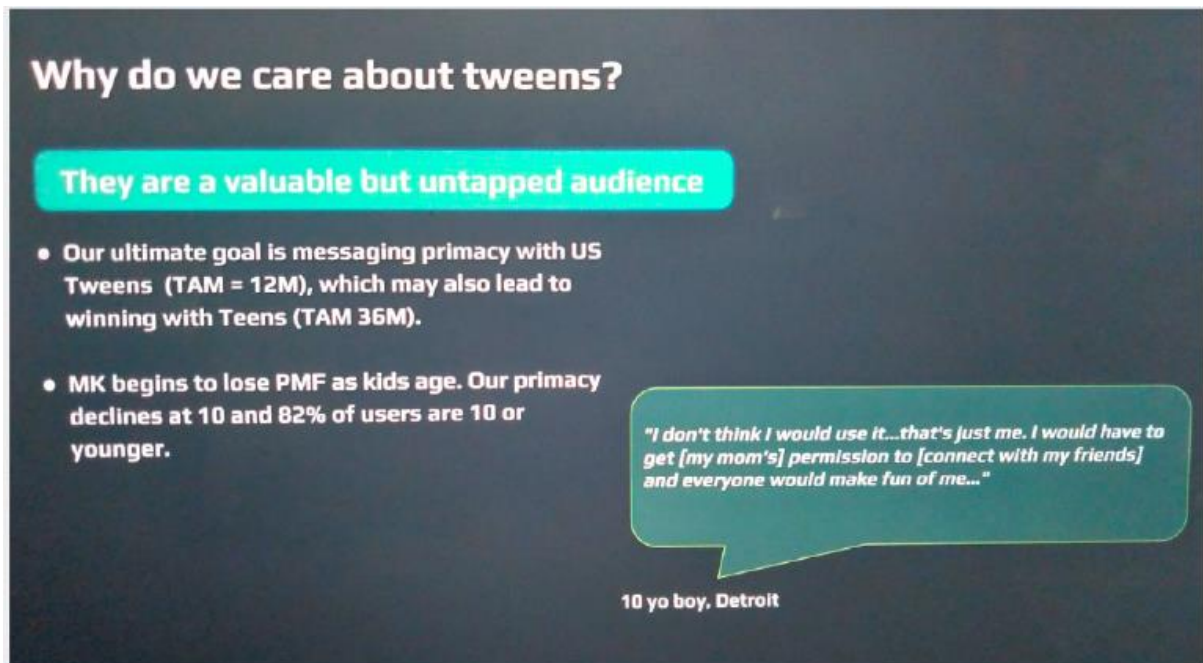 Why do we care about tweens?
They are a valuable but untapped audience
• Our ultimate goal is messaging primacy with US
Tweens (TAM = 12M), which may also lead to
winning with Teens (TAM 36M).
• MK begins to lose PMF as kids age. Our primacy
declines at 10 and 82% of users are 10 or
younger.
"I don't think I would use it...that's just me. I would have to
get [my mom's] permission to [connect with my friends]
and everyone would make fun of me..."
10 yo boy, Detroit